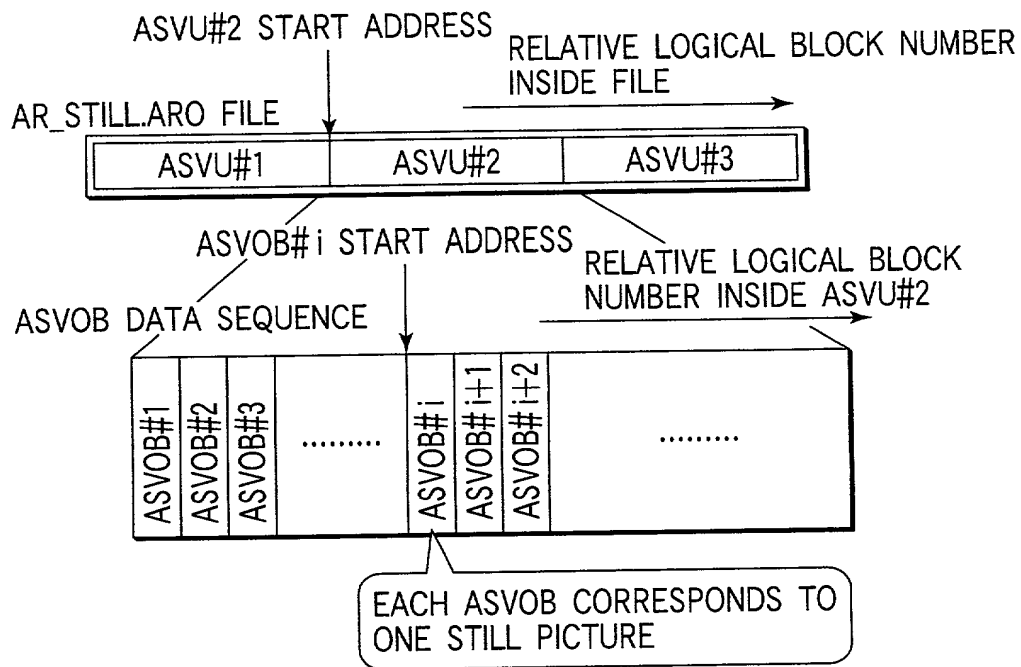 ASVU#2 START ADDRESS
RELATIVE LOGICAL BLOCK NUMBER
INSIDE FILE
AR_STILL.ARO FILE
ASVU#1
ASVU#2
ASVU#3
ASVOB#i START ADDRESS
RELATIVE LOGICAL BLOCK
NUMBER INSIDE ASVU#2
ASVOB DATA SEQUENCE
ASVOB#1
ASVOB#2
ASVOB#3
.........
ASVOB#i
ASVOB#i+1
ASVOB#i+2
.........
EACH ASVOB CORRESPONDS TO
ONE STILL PICTURE